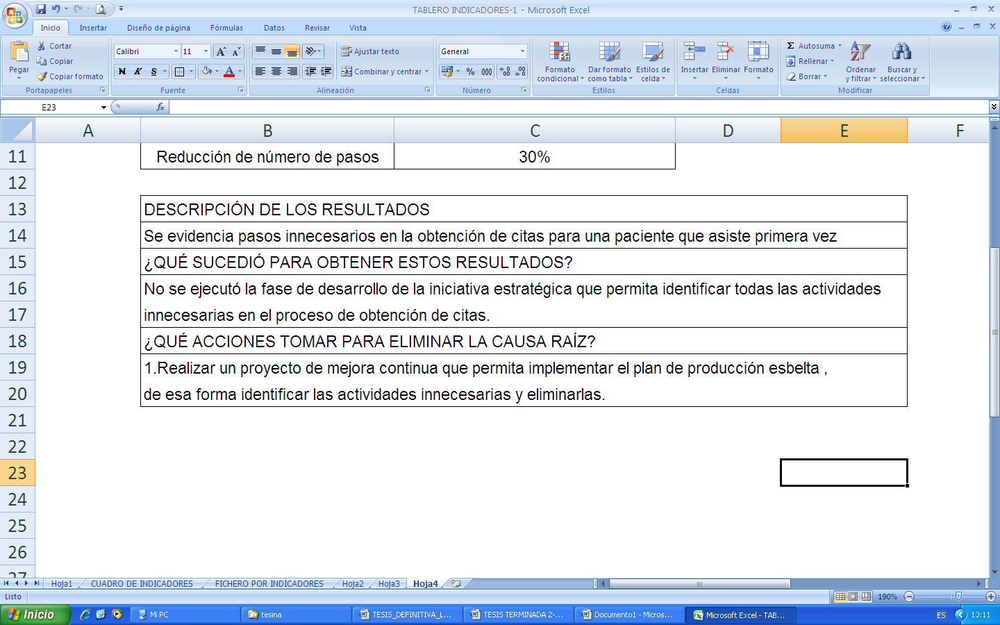 TABLERO INDICADORES-1 - Microsoft Excel
Inicio Insertar Diseño de página Fórmulas Datos Revisar Vista
Pegar
Cortar
Copiar
Copiar formato
Portapapeles
Calibri 11
N K S
Fuente
Ajustar texto
Combinar y centrar
Alineación
General
% 000
Número
Formato condicional
Dar formato como tabla
Estilos de celda
Estilos
Insertar Eliminar Formato
Celdas
Σ Autosuma
Rellenar
Borrar
Ordenar y filtrar
Buscar y seleccionar
Modificar
E23 fx
A B C D E F
11 Reducción de número de pasos 30%
12
13 DESCRIPCIÓN DE LOS RESULTADOS
14 Se evidencia pasos innecesarios en la obtención de citas para una paciente que asiste primera vez
15 ¿QUÉ SUCEDIÓ PARA OBTENER ESTOS RESULTADOS?
16 No se ejecutó la fase de desarrollo de la iniciativa estratégica que permita identificar todas las actividades
17 innecesarias en el proceso de obtención de citas.
18 ¿QUÉ ACCIONES TOMAR PARA ELIMINAR LA CAUSA RAÍZ?
19 1.Realizar un proyecto de mejora continua que permita implementar el plan de producción esbelta ,
20 de esa forma identificar las actividades innecesarias y eliminarlas.
21
22
23
24
25
26
27
Hoja1 CUADRO DE INDICADORES FICHERO POR INDICADORES Hoja2 Hoja3 Hoja4
Listo 190%
Inicio Mi PC tesina TESIS_DEFINITIVA_L... TESIS TERMINADA 2-... Documento1 - Micros... Microsoft Excel - TAB... ES 13:11